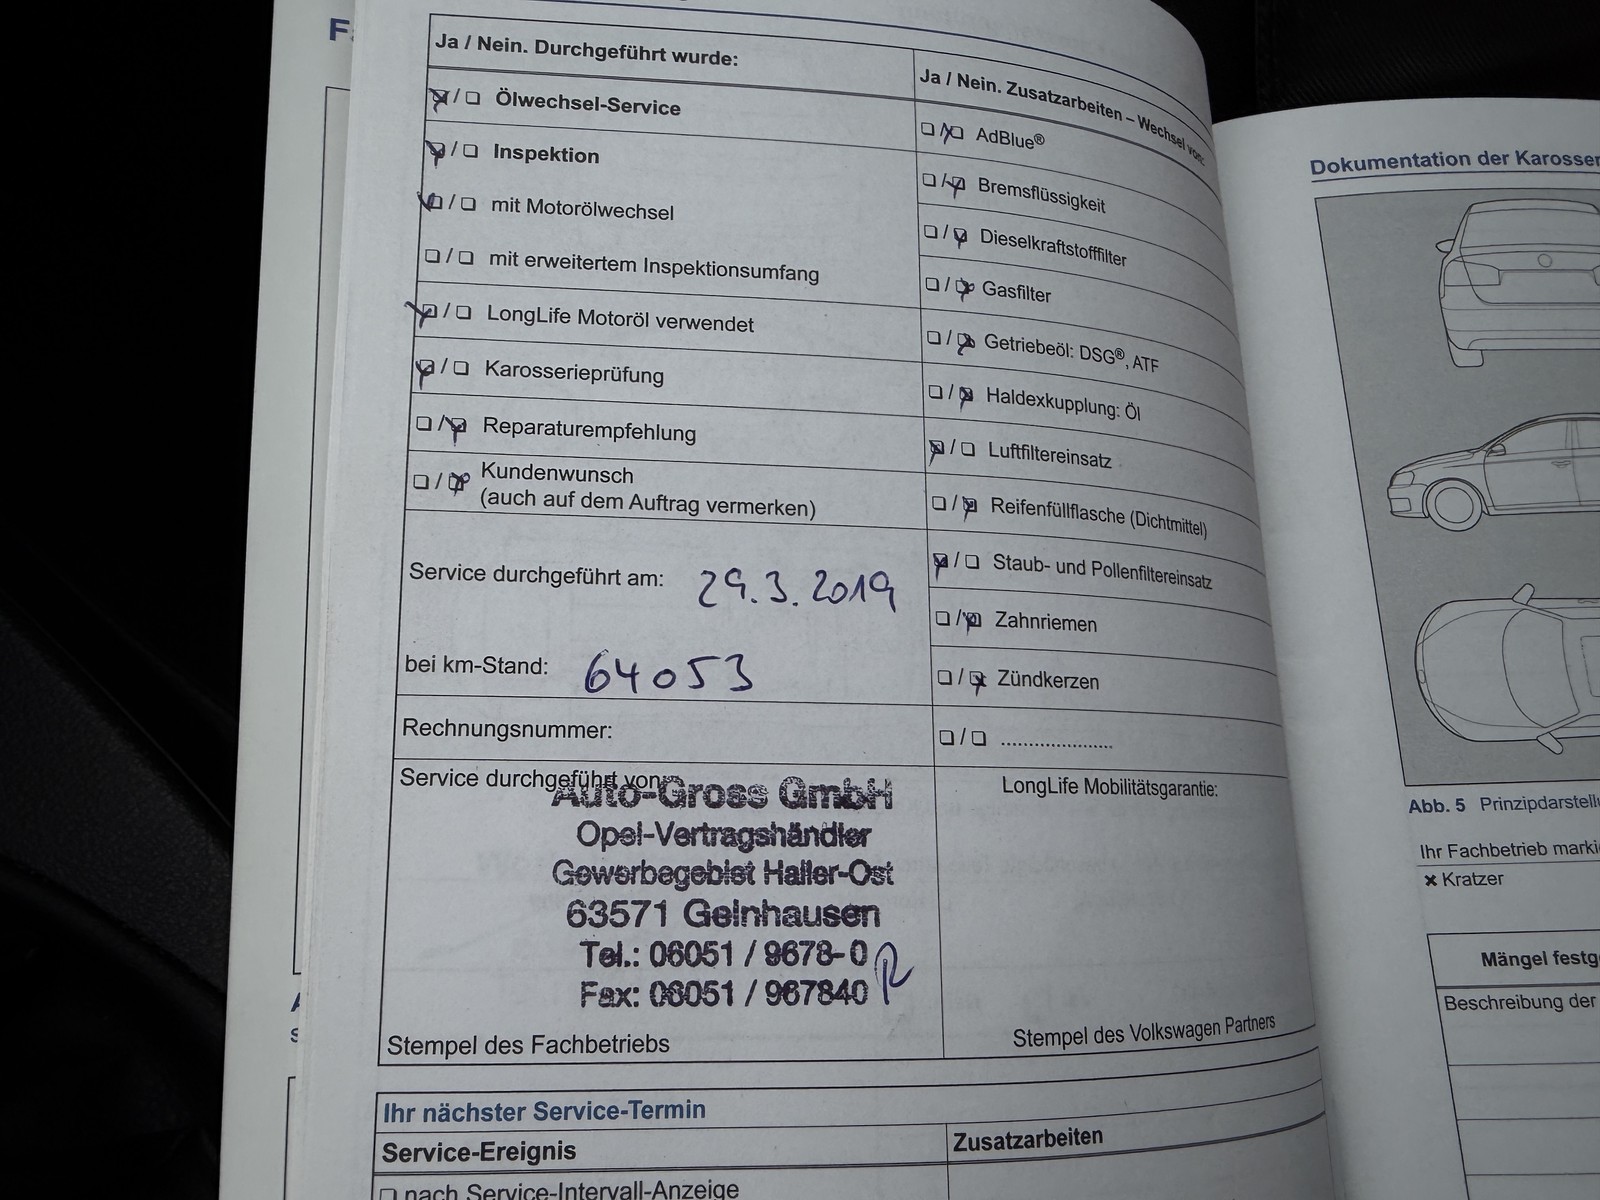 Ja / Nein. Durchgeführt wurde:
☒/☐ Ölwechsel-Service
☒/☐ Inspektion
☒/☐ mit Motorölwechsel
☐/☐ mit erweitertem Inspektionsumfang
☒/☐ LongLife Motoröl verwendet
☒/☐ Karosserieprüfung
☐/☒ Reparaturempfehlung
☐/☒ Kundenwunsch
(auch auf dem Auftrag vermerken)
Service durchgeführt am: 29.3.2019
bei km-Stand: 64053
Rechnungsnummer:
Service durchgeführt von
Auto-Gross GmbH
Opel-Vertragshändler
Gewerbegebiet Hailer-Ost
63571 Gelnhausen
Tel.: 06051 / 9678-0
Fax: 06051 / 967840
Stempel des Fachbetriebs
Ja / Nein. Zusatzarbeiten – Wechsel von:
☐/☒ AdBlue®
☐/☒ Bremsflüssigkeit
☐/☒ Dieselkraftstofffilter
☐/☒ Gasfilter
☐/☒ Getriebeöl: DSG®, ATF
☐/☒ Haldexkupplung: Öl
☒/☐ Luftfiltereinsatz
☐/☒ Reifenfüllflasche (Dichtmittel)
☒/☐ Staub- und Pollenfiltereinsatz
☐/☒ Zahnriemen
☐/☒ Zündkerzen
☐/☐ .....................
LongLife Mobilitätsgarantie:
Stempel des Volkswagen Partners
Ihr nächster Service-Termin
Service-Ereignis
Zusatzarbeiten
☐ nach Service-Intervall-Anzeige
Dokumentation der Karosser
Abb. 5 Prinzipdarstell
Ihr Fachbetrieb marki
× Kratzer
Mängel festg
Beschreibung der